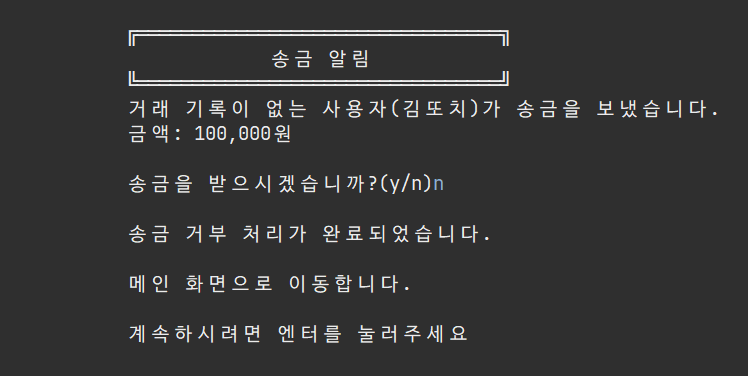 송금 알림
거래 기록이 없는 사용자(김또치)가 송금을 보냈습니다.
금액: 100,000원
송금을 받으시겠습니까?(y/n)n
송금 거부 처리가 완료되었습니다.
메인 화면으로 이동합니다.
계속하시려면 엔터를 눌러주세요